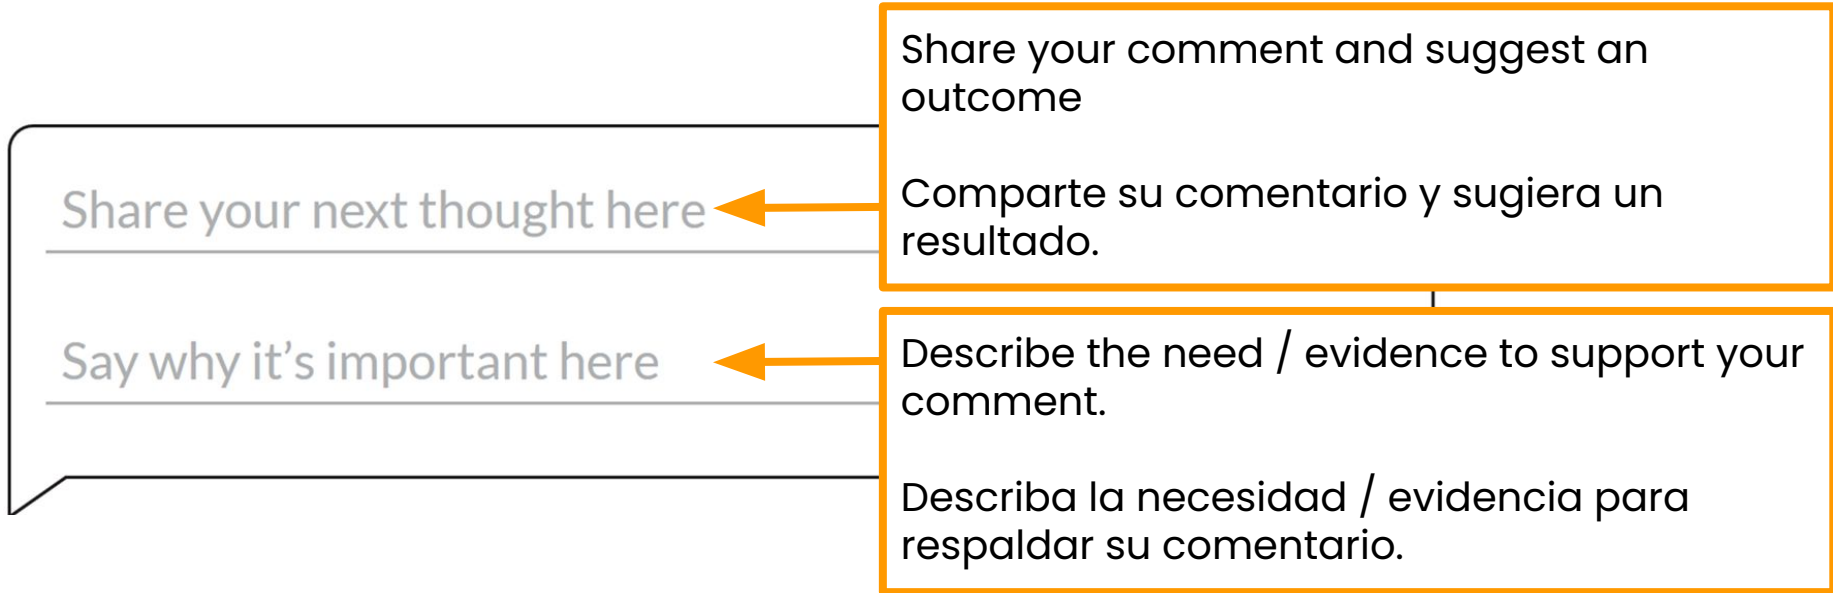 Share your next thought here
Say why it's important here
Share your comment and suggest an
outcome
Comparte su comentario y sugiera un
resultado.
Describe the need / evidence to support your
comment.
Describa la necesidad / evidencia para
respaldar su comentario.